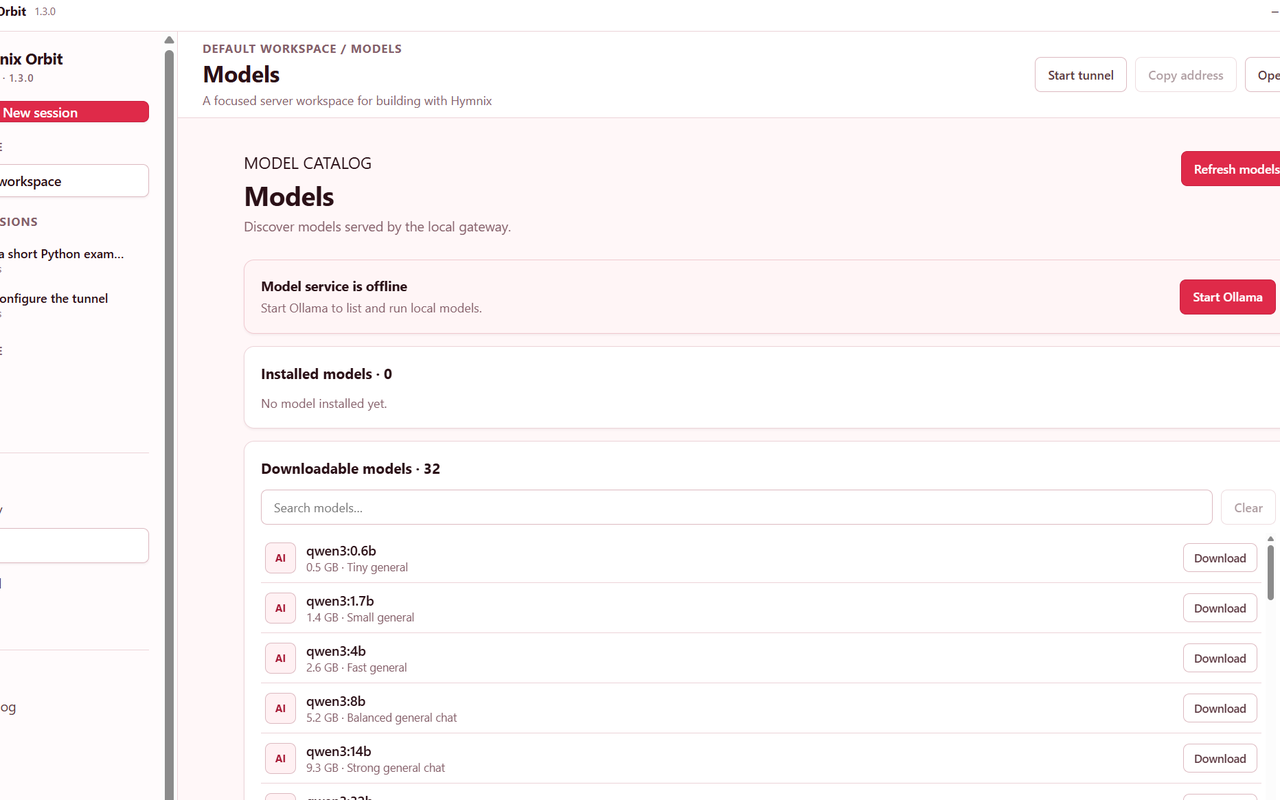 Orbit 1.3.0
nix Orbit
· 1.3.0
New session
E
workspace
SIONS
a short Python exam...
s
onfigure the tunnel
s
E
y
l
og
DEFAULT WORKSPACE / MODELS
Models
A focused server workspace for building with Hymnix
Start tunnel
Copy address
Ope
MODEL CATALOG
Models
Discover models served by the local gateway.
Refresh models
Model service is offline
Start Ollama to list and run local models.
Start Ollama
Installed models · 0
No model installed yet.
Downloadable models · 32
Search models...
Clear
AI
qwen3:0.6b
0.5 GB · Tiny general
Download
AI
qwen3:1.7b
1.4 GB · Small general
Download
AI
qwen3:4b
2.6 GB · Fast general
Download
AI
qwen3:8b
5.2 GB · Balanced general chat
Download
AI
qwen3:14b
9.3 GB · Strong general chat
Download